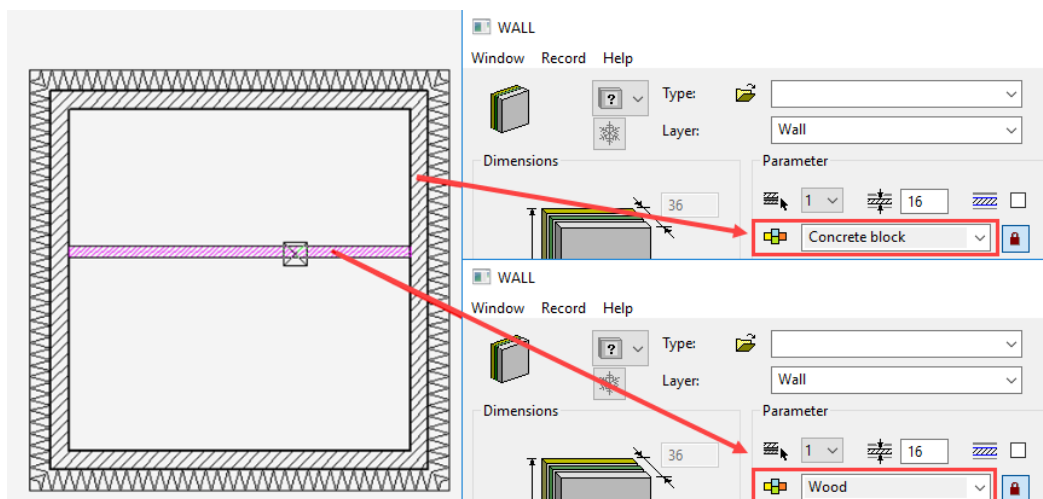 WALL
Window Record Help
? Type:
Layer: Wall
Dimensions Parameter
36 1 16
Concrete block
WALL
Window Record Help
? Type:
Layer: Wall
Dimensions Parameter
36 1 16
Wood